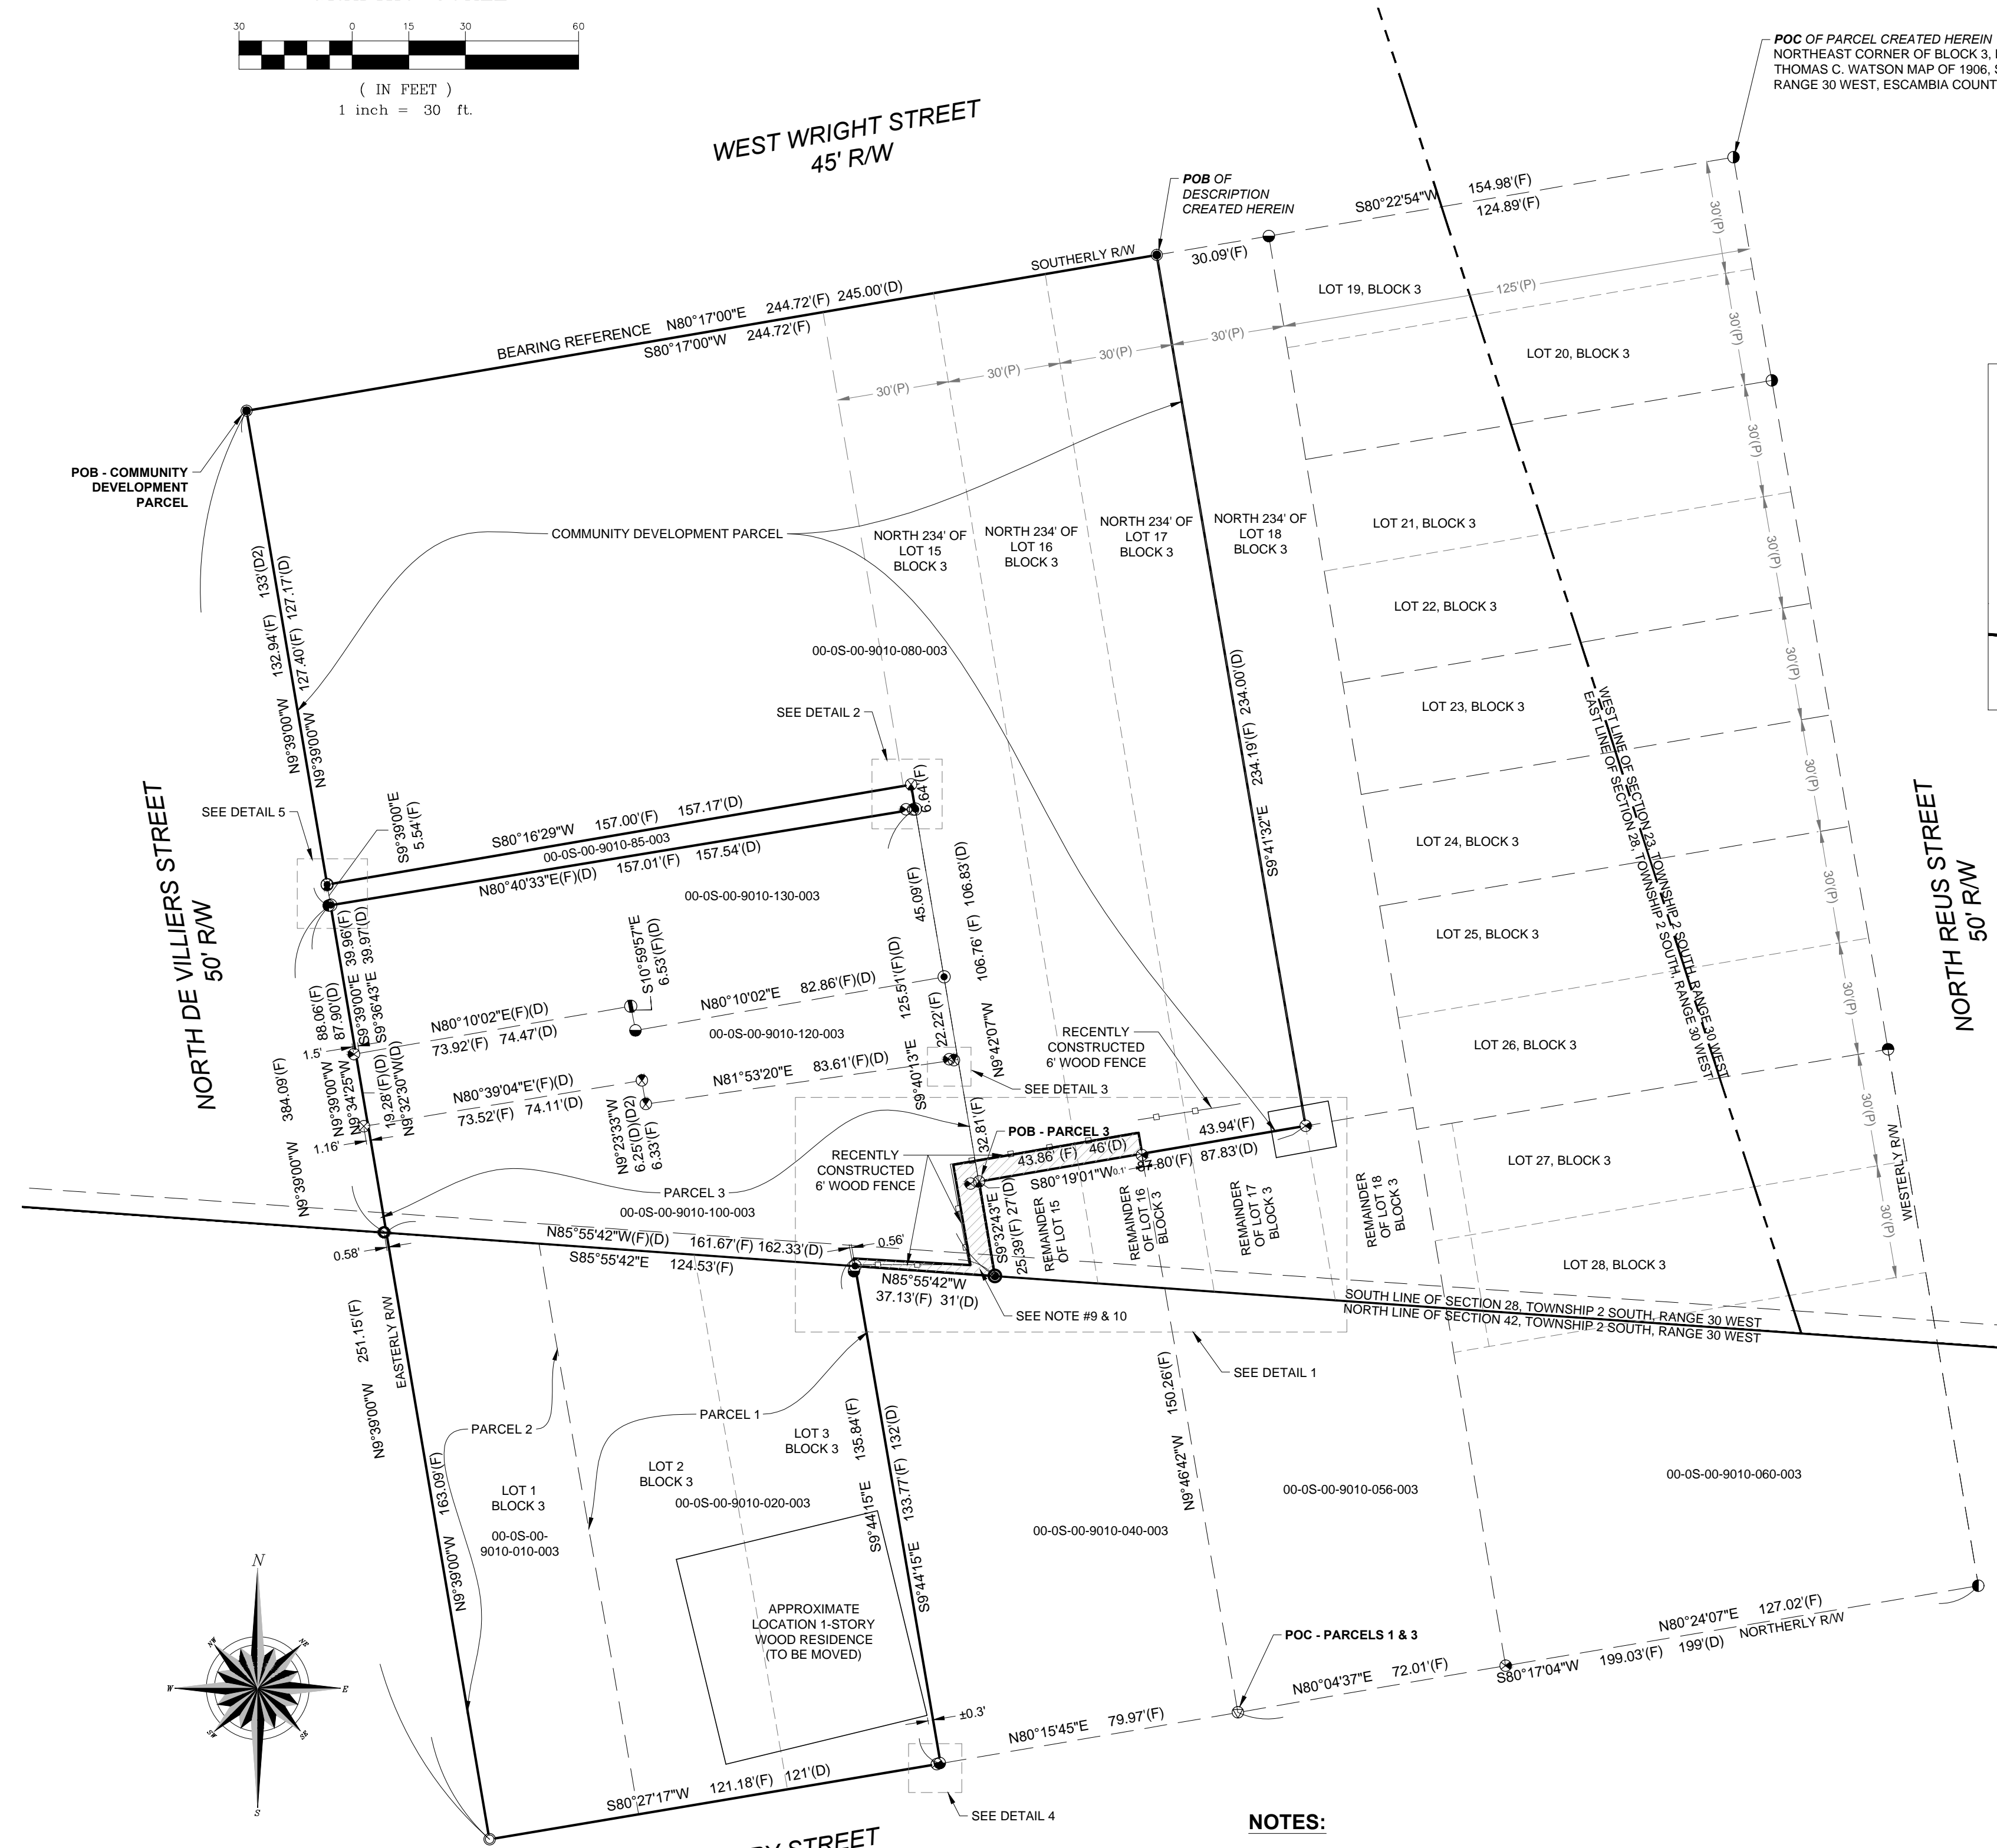 30 0 15 30 60
( IN FEET )
1 inch = 30 ft.
WEST WRIGHT STREET
45' R/W
POC OF PARCEL CREATED HEREIN
NORTHEAST CORNER OF BLOCK 3,
THOMAS C. WATSON MAP OF 1906,
RANGE 30 WEST, ESCAMBIA COUNT
POB OF
DESCRIPTION
CREATED HEREIN
S80°22'54"W
154.98'(F)
124.89'(F)
30.09'(F)
SOUTHERLY R/W
BEARING REFERENCE N80°17'00"E 244.72'(F) 245.00'(D)
S80°17'00"W 244.72'(F)
30'(P)
30'(P)
30'(P)
30'(P)
125'(P)
30'(P)
30'(P)
30'(P)
30'(P)
30'(P)
30'(P)
30'(P)
30'(P)
30'(P)
30'(P)
LOT 19, BLOCK 3
LOT 20, BLOCK 3
LOT 21, BLOCK 3
LOT 22, BLOCK 3
LOT 23, BLOCK 3
LOT 24, BLOCK 3
LOT 25, BLOCK 3
LOT 26, BLOCK 3
LOT 27, BLOCK 3
LOT 28, BLOCK 3
POB - COMMUNITY
DEVELOPMENT
PARCEL
COMMUNITY DEVELOPMENT PARCEL
NORTH 234' OF
LOT 15
BLOCK 3
NORTH 234' OF
LOT 16
BLOCK 3
NORTH 234' OF
LOT 17
BLOCK 3
NORTH 234' OF
LOT 18
BLOCK 3
N9°39'00"W 132.94'(F) 133'(D2)
N9°39'00"W 127.40'(F) 127.17'(D)
00-0S-00-9010-080-003
S9°41'32"E 234.19'(F) 234.00'(D)
WEST LINE OF SECTION 23, TOWNSHIP 2 SOUTH, RANGE 30 WEST
EAST LINE OF SECTION 28, TOWNSHIP 2 SOUTH, RANGE 30 WEST
NORTH DE VILLIERS STREET
50' R/W
NORTH REUS STREET
50' R/W
WESTERLY R/W
SEE DETAIL 2
SEE DETAIL 5
S9°39'00"E
5.54'(F)
6.64'(F)
S80°16'29"W 157.00'(F) 157.17'(D)
00-0S-00-9010-85-003
N80°40'33"E(F)(D) 157.01'(F) 157.54'(D)
00-0S-00-9010-130-003
S9°39'00"E 39.96'(F)
S9°36'43"E 39.97'(D)
88.06'(F)
87.90'(D)
N9°39'00"W
N9°34'25"W
19.28'(F)(D)
N9°32'30"W(D)
1.5'
1.16'
N9°39'00"W 384.09'(F)
S10°59'57"E
6.53'(F)(D)
N80°10'02"E(F)(D)
73.92'(F) 74.47'(D)
N80°10'02"E 82.86'(F)(D)
00-0S-00-9010-120-003
N80°39'04"E'(F)(D)
73.52'(F) 74.11'(D)
N81°53'20"E 83.61'(F)(D)
N9°23'33"W
6.25'(D)(D2)
6.33'(F)
45.09'(F)
22.22'(F)
32.81'(F)
S9°40'13"E 125.51'(F)(D)
N9°42'07"W 106.76' (F) 106.83'(D)
SEE DETAIL 3
RECENTLY
CONSTRUCTED
6' WOOD FENCE
POB - PARCEL 3
RECENTLY
CONSTRUCTED
6' WOOD FENCE
43.86' (F) 46'(D)
43.94'(F)
S80°19'01"W 87.80'(F) 87.83'(D)
0.1'
S9°32'43"E
25.39'(F) 27'(D)
REMAINDER
OF LOT 15
REMAINDER
OF LOT 16
BLOCK 3
REMAINDER
OF LOT 17
BLOCK 3
REMAINDER
OF LOT 18
BLOCK 3
PARCEL 3
00-0S-00-9010-100-003
N85°55'42"W(F)(D) 161.67'(F) 162.33'(D)
S85°55'42"E 124.53'(F)
0.58'
0.56'
N85°55'42"W
37.13'(F) 31'(D)
SEE NOTE #9 & 10
SOUTH LINE OF SECTION 28, TOWNSHIP 2 SOUTH, RANGE 30 WEST
NORTH LINE OF SECTION 42, TOWNSHIP 2 SOUTH, RANGE 30 WEST
SEE DETAIL 1
N9°39'00"W 251.15'(F)
EASTERLY R/W
PARCEL 2
PARCEL 1
N9°39'00"W 163.09'(F)
LOT 1
BLOCK 3
00-0S-00-
9010-010-003
LOT 2
BLOCK 3
00-0S-00-9010-020-003
LOT 3
BLOCK 3
S9°44'15"E 135.84'(F)
S9°44'15"E 133.77'(F) 132'(D)
APPROXIMATE
LOCATION 1-STORY
WOOD RESIDENCE
(TO BE MOVED)
±0.3'
N9°46'42"W 150.26'(F)
00-0S-00-9010-040-003
00-0S-00-9010-056-003
00-0S-00-9010-060-003
POC - PARCELS 1 & 3
N80°24'07"E 127.02'(F)
S80°17'04"W 199.03'(F) 199'(D) NORTHERLY R/W
N80°04'37"E 72.01'(F)
N80°15'45"E 79.97'(F)
S80°27'17"W 121.18'(F) 121'(D)
SEE DETAIL 4
N
NE
E
SE
S
SW
W
NW
STREET
NOTES: